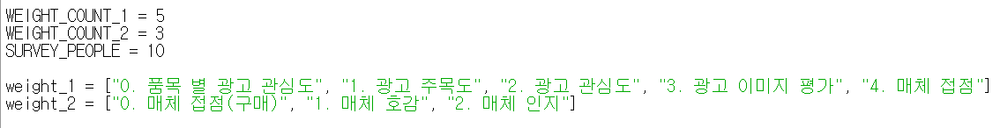 WEIGHT_COUNT_1 = 5
WEIGHT_COUNT_2 = 3
SURVEY_PEOPLE = 10
weight_1 = ["0. 품목 별 광고 관심도", "1. 광고 주목도", "2. 광고 관심도", "3. 광고 이미지 평가", "4. 매체 접점"]
weight_2 = ["0. 매체 접점(구매)", "1. 매체 호감", "2. 매체 인지"]